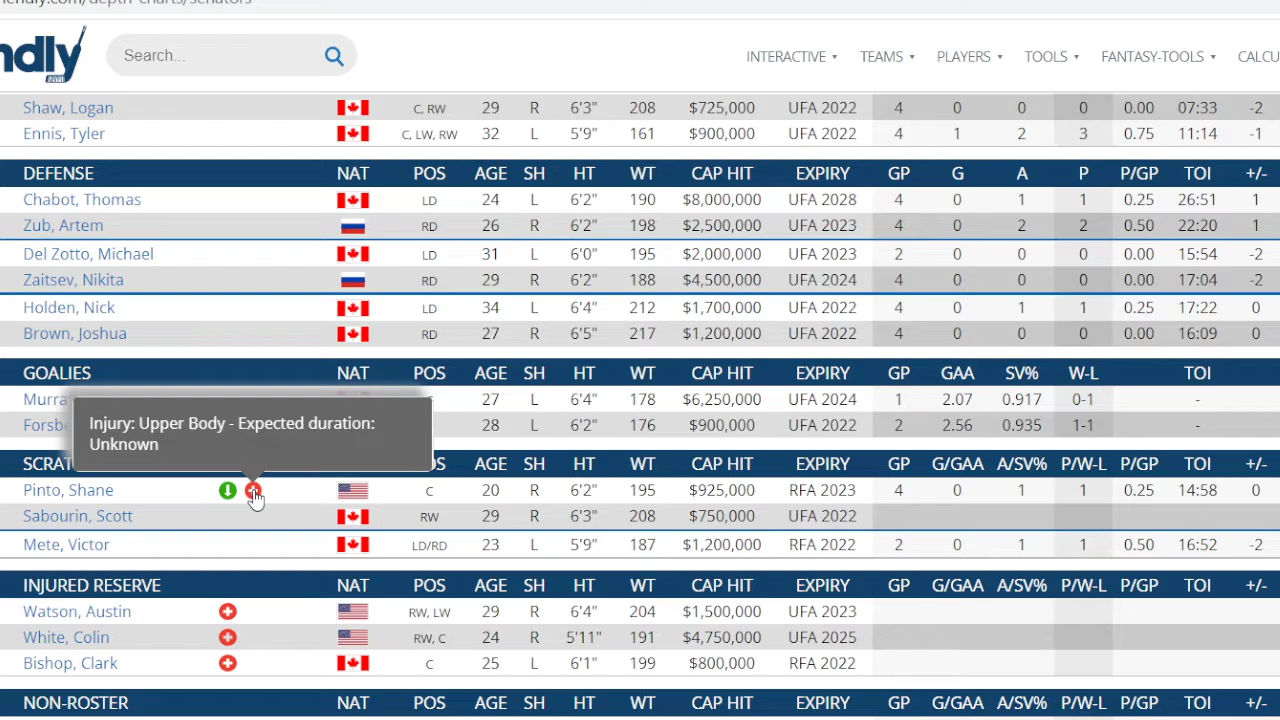 endly.com/depth-charts/senators
ndly Search... INTERACTIVE TEAMS PLAYERS TOOLS FANTASY-TOOLS CALCU
Shaw, Logan C, RW 29 R 6'3" 208 $725,000 UFA 2022 4 0 0 0 0.00 07:33 -2
Ennis, Tyler C, LW, RW 32 L 5'9" 161 $900,000 UFA 2022 4 1 2 3 0.75 11:14 -1
DEFENSE NAT POS AGE SH HT WT CAP HIT EXPIRY GP G A P P/GP TOI +/-
Chabot, Thomas LD 24 L 6'2" 190 $8,000,000 UFA 2028 4 0 1 1 0.25 26:51 1
Zub, Artem RD 26 R 6'2" 198 $2,500,000 UFA 2023 4 0 2 2 0.50 22:20 1
Del Zotto, Michael LD 31 L 6'0" 195 $2,000,000 UFA 2023 2 0 0 0 0.00 15:54 -2
Zaitsev, Nikita RD 29 R 6'2" 188 $4,500,000 UFA 2024 4 0 0 0 0.00 17:04 -2
Holden, Nick LD 34 L 6'4" 212 $1,700,000 UFA 2022 4 0 1 1 0.25 17:22 0
Brown, Joshua RD 27 R 6'5" 217 $1,200,000 UFA 2022 4 0 0 0 0.00 16:09 0
GOALIES NAT POS AGE SH HT WT CAP HIT EXPIRY GP GAA SV% W-L TOI
Murra 27 L 6'4" 178 $6,250,000 UFA 2024 1 2.07 0.917 0-1 -
Forsb 28 L 6'2" 176 $900,000 UFA 2022 2 2.56 0.935 1-1 -
Injury: Upper Body - Expected duration:
Unknown
SCRAT OS AGE SH HT WT CAP HIT EXPIRY GP G/GAA A/SV% P/W-L P/GP TOI +/-
Pinto, Shane C 20 R 6'2" 195 $925,000 RFA 2023 4 0 1 1 0.25 14:58 0
Sabourin, Scott RW 29 R 6'3" 208 $750,000 UFA 2022
Mete, Victor LD/RD 23 L 5'9" 187 $1,200,000 RFA 2022 2 0 1 1 0.50 16:52 -2
INJURED RESERVE NAT POS AGE SH HT WT CAP HIT EXPIRY GP G/GAA A/SV% P/W-L P/GP TOI +/-
Watson, Austin RW, LW 29 R 6'4" 204 $1,500,000 UFA 2023
White, Colin RW, C 24 R 5'11" 191 $4,750,000 UFA 2025
Bishop, Clark C 25 L 6'1" 199 $800,000 RFA 2022
NON-ROSTER NAT POS AGE SH HT WT CAP HIT EXPIRY GP G/GAA A/SV% P/W-L P/GP TOI +/-